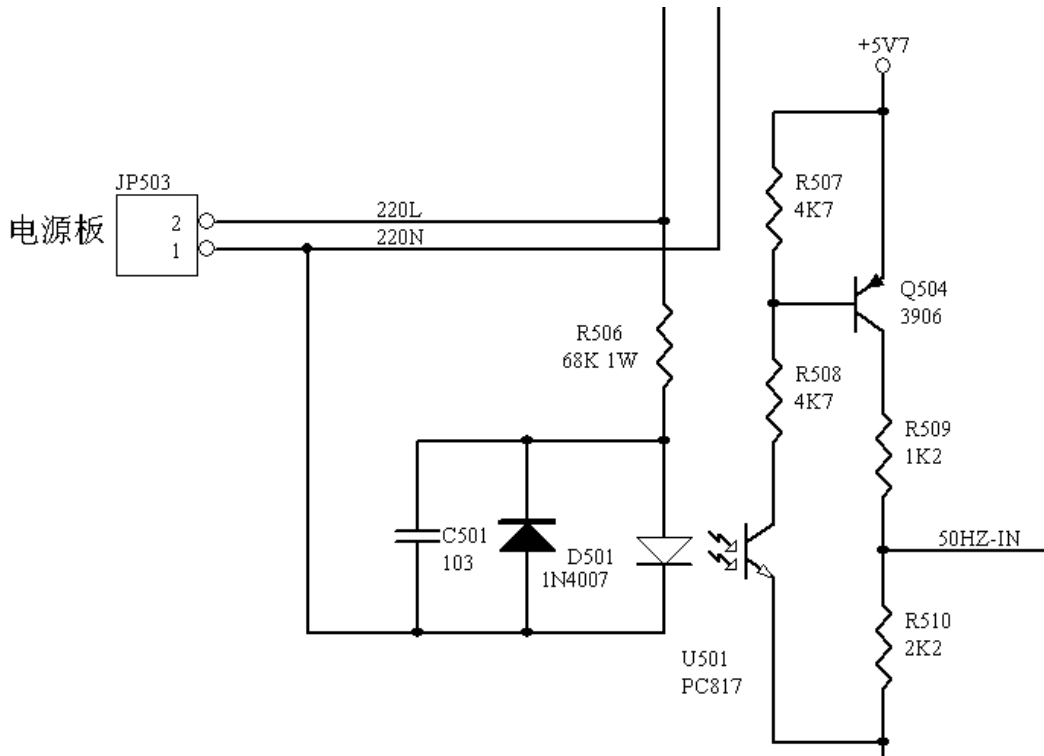 +5V7
JP503
电源板
2
1
220L
220N
R507
4K7
Q504
3906
R506
68K 1W
R508
4K7
R509
1K2
C501
103
D501
1N4007
50HZ-IN
R510
2K2
U501
PC817